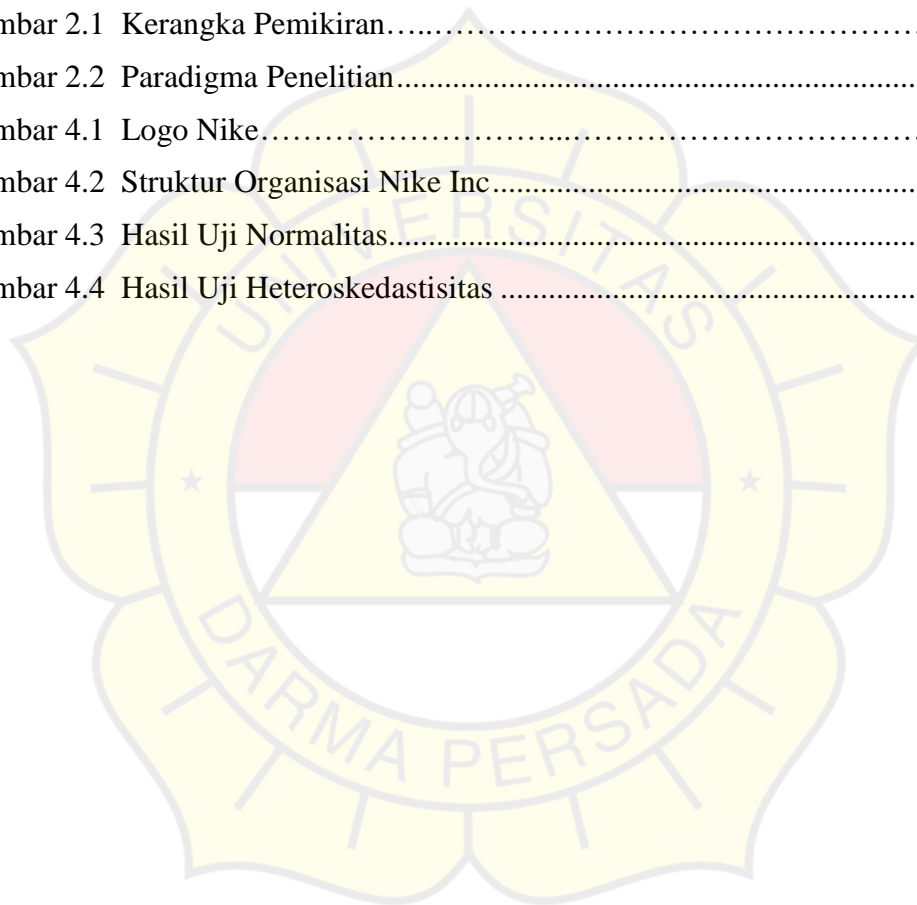 mbar 2.1 Kerangka Pemikiran…..……………………………………………
mbar 2.2 Paradigma Penelitian....................................................................
mbar 4.1 Logo Nike………………………...……………………………………
mbar 4.2 Struktur Organisasi Nike Inc........................................................
mbar 4.3 Hasil Uji Normalitas.....................................................................
mbar 4.4 Hasil Uji Heteroskedastisitas .......................................................
UNIVERSITAS
DARMA PERSADA